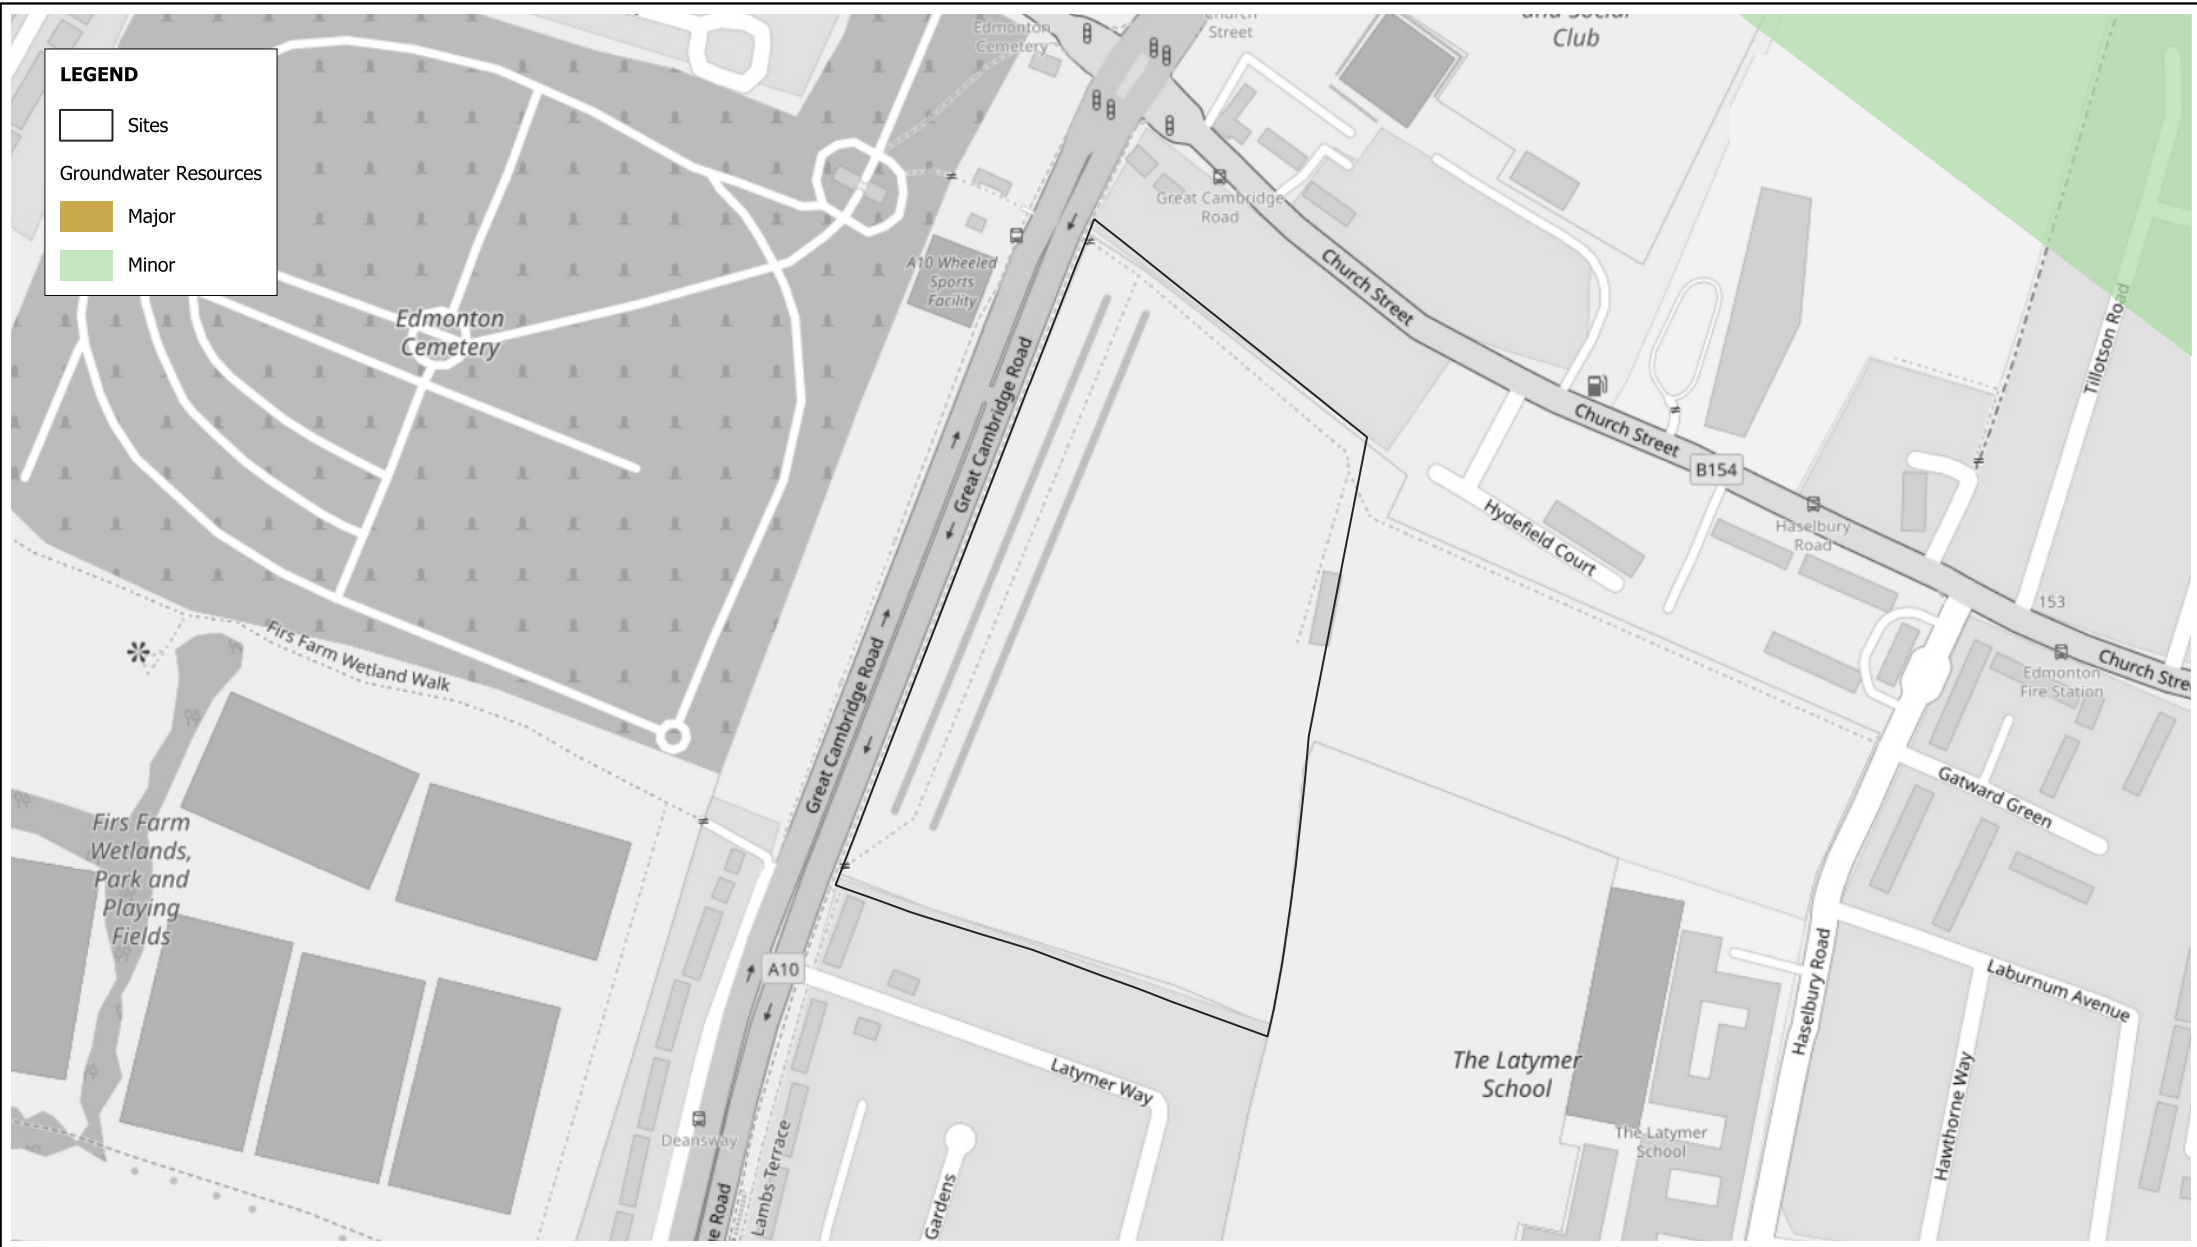 LEGEND
Sites
Groundwater Resources
Major
Minor
Edmonton
Cemetery
Church
Street
and Social
Club
Great Cambridge
Road
A10 Wheeled
Sports
Facility
Edmonton
Cemetery
Church Street
Great Cambridge Road
Tillotson Road
Church Street
B154
Haselbury
Road
Hydefield Court
153
Church Stre
Edmonton
Fire Station
Firs Farm Wetland Walk
Great Cambridge Road
Gatward Green
Firs Farm
Wetlands,
Park and
Playing
Fields
A10
Haselbury Road
Laburnum Avenue
Latymer Way
The Latymer
School
Hawthorne Way
Deansway
The Latymer
School
Lambs Terrace
Gardens
e Road